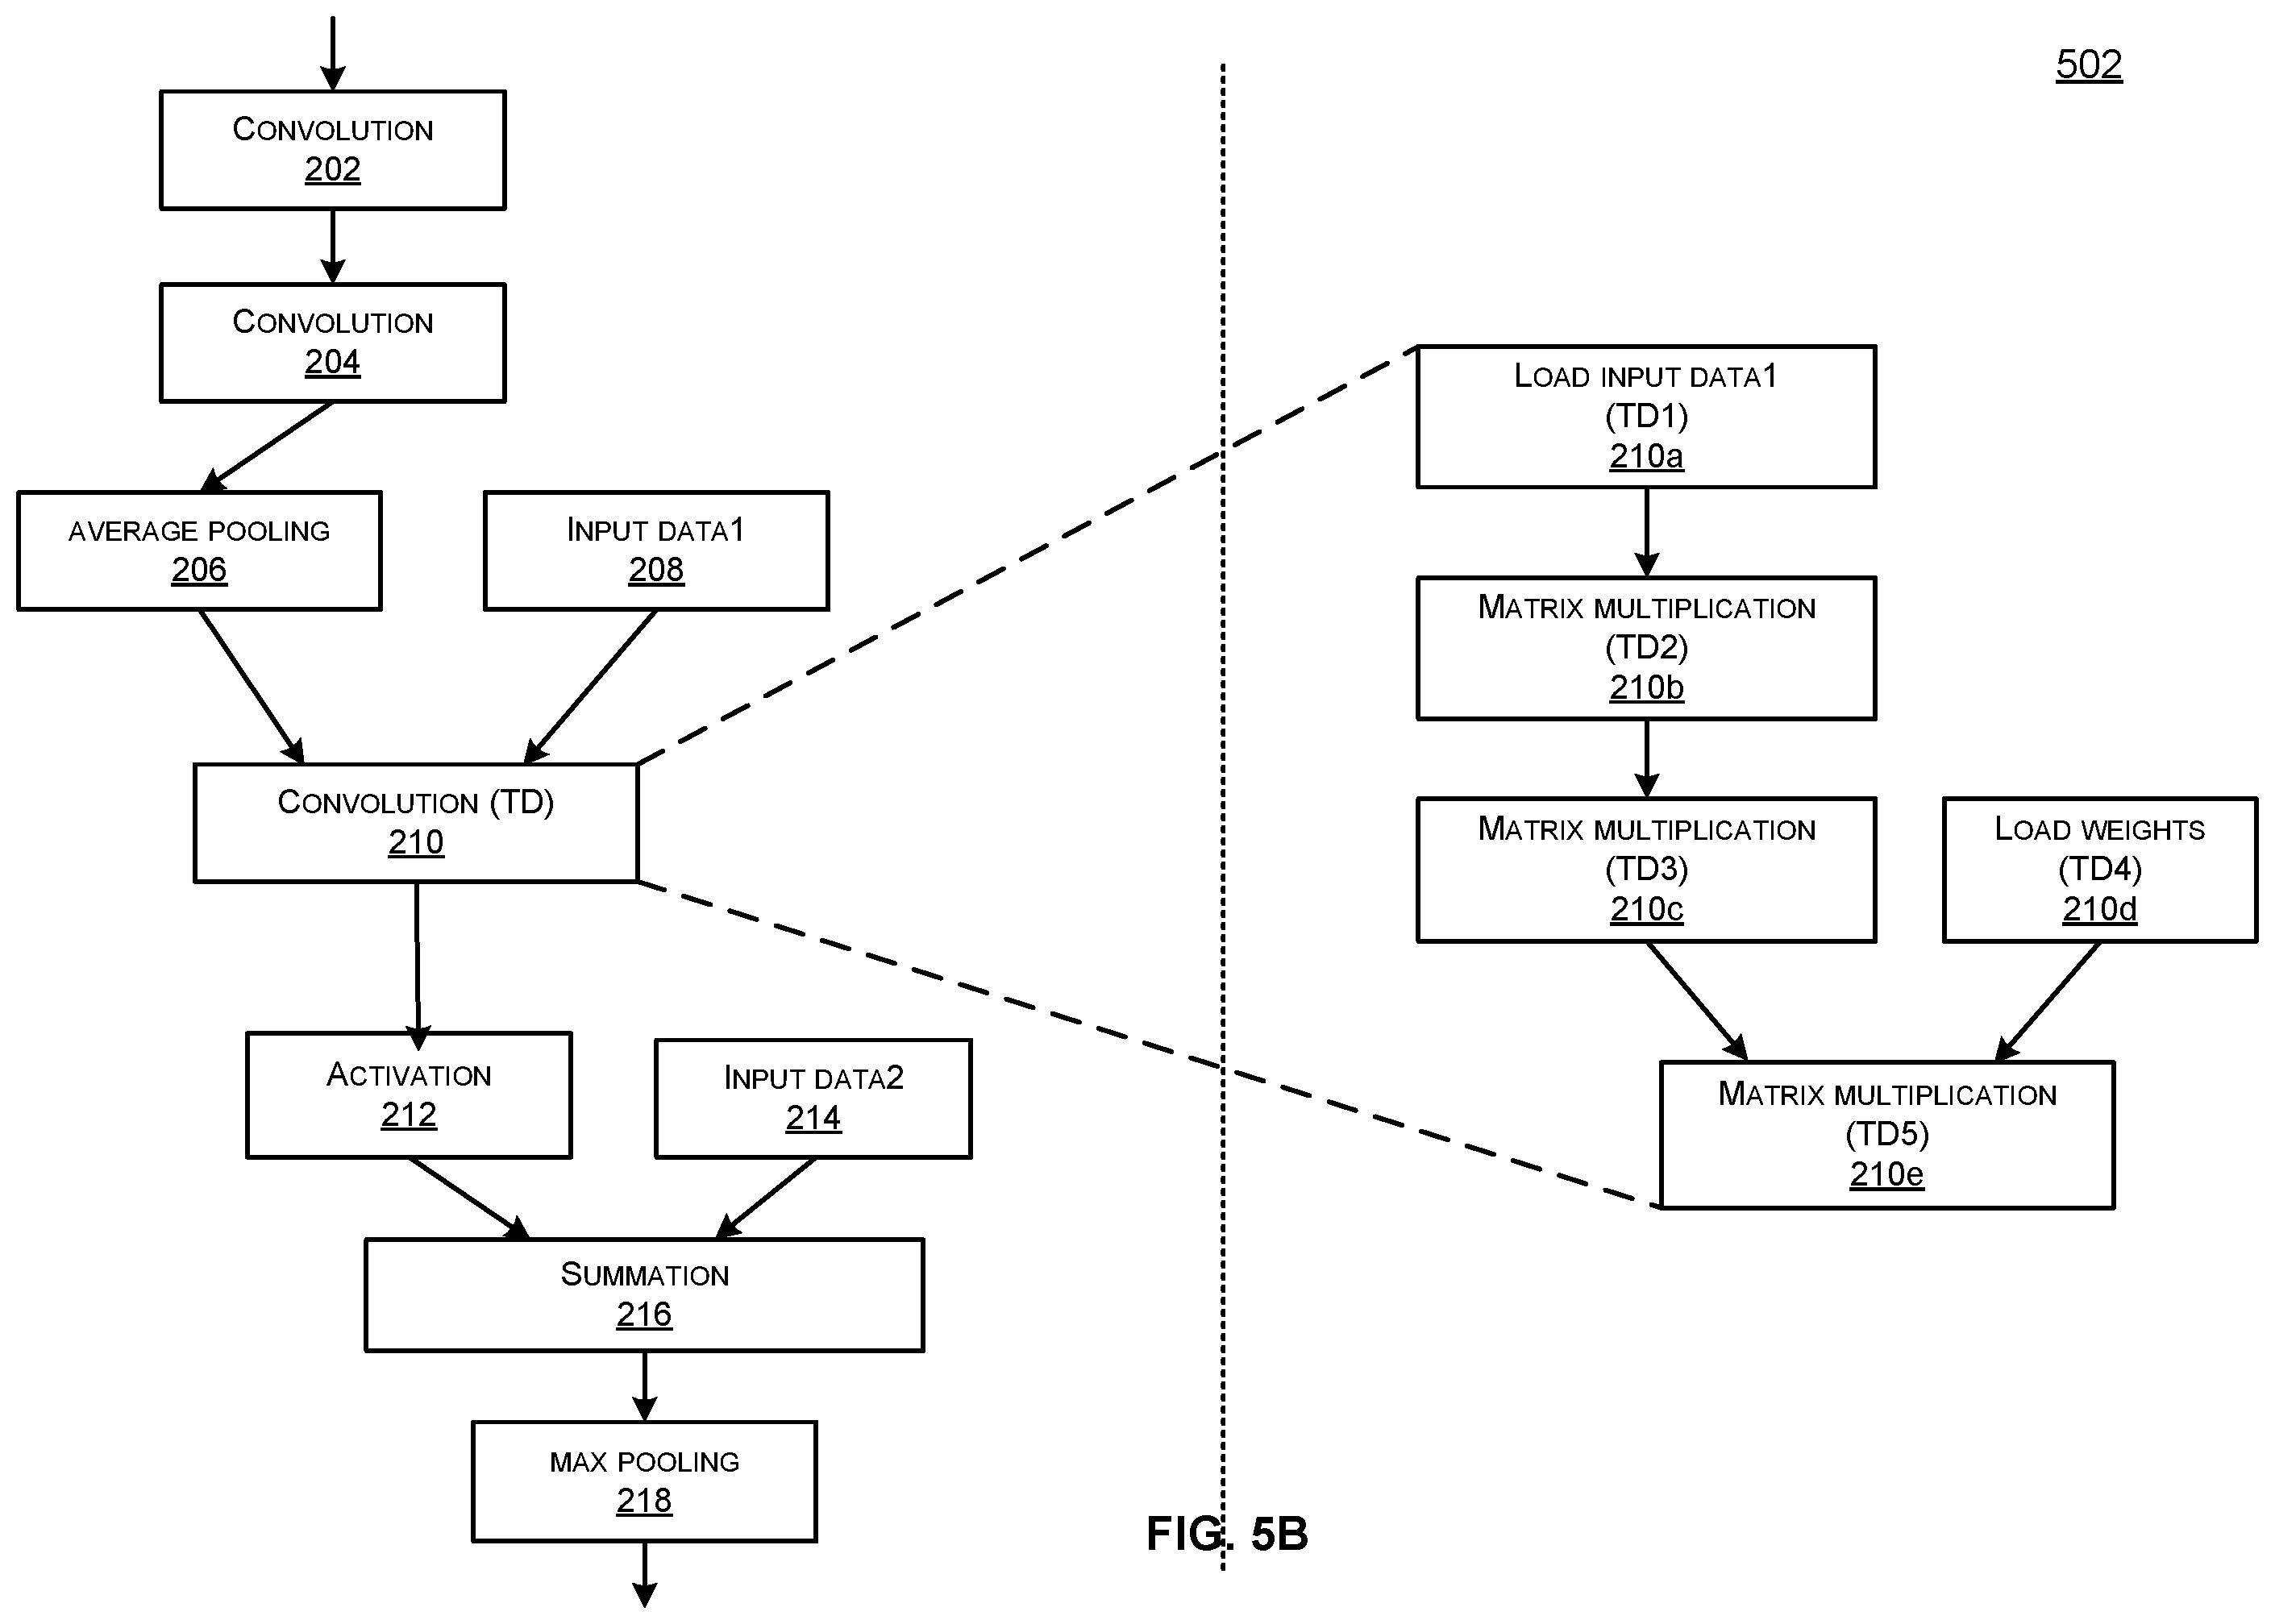 502
Convolution
202
Convolution
204
average pooling
206
Input data1
208
Convolution (TD)
210
Activation
212
Input data2
214
Summation
216
max pooling
218
Load input data1
(TD1)
210a
Matrix multiplication
(TD2)
210b
Matrix multiplication
(TD3)
210c
Load weights
(TD4)
210d
Matrix multiplication
(TD5)
210e
FIG. 5B